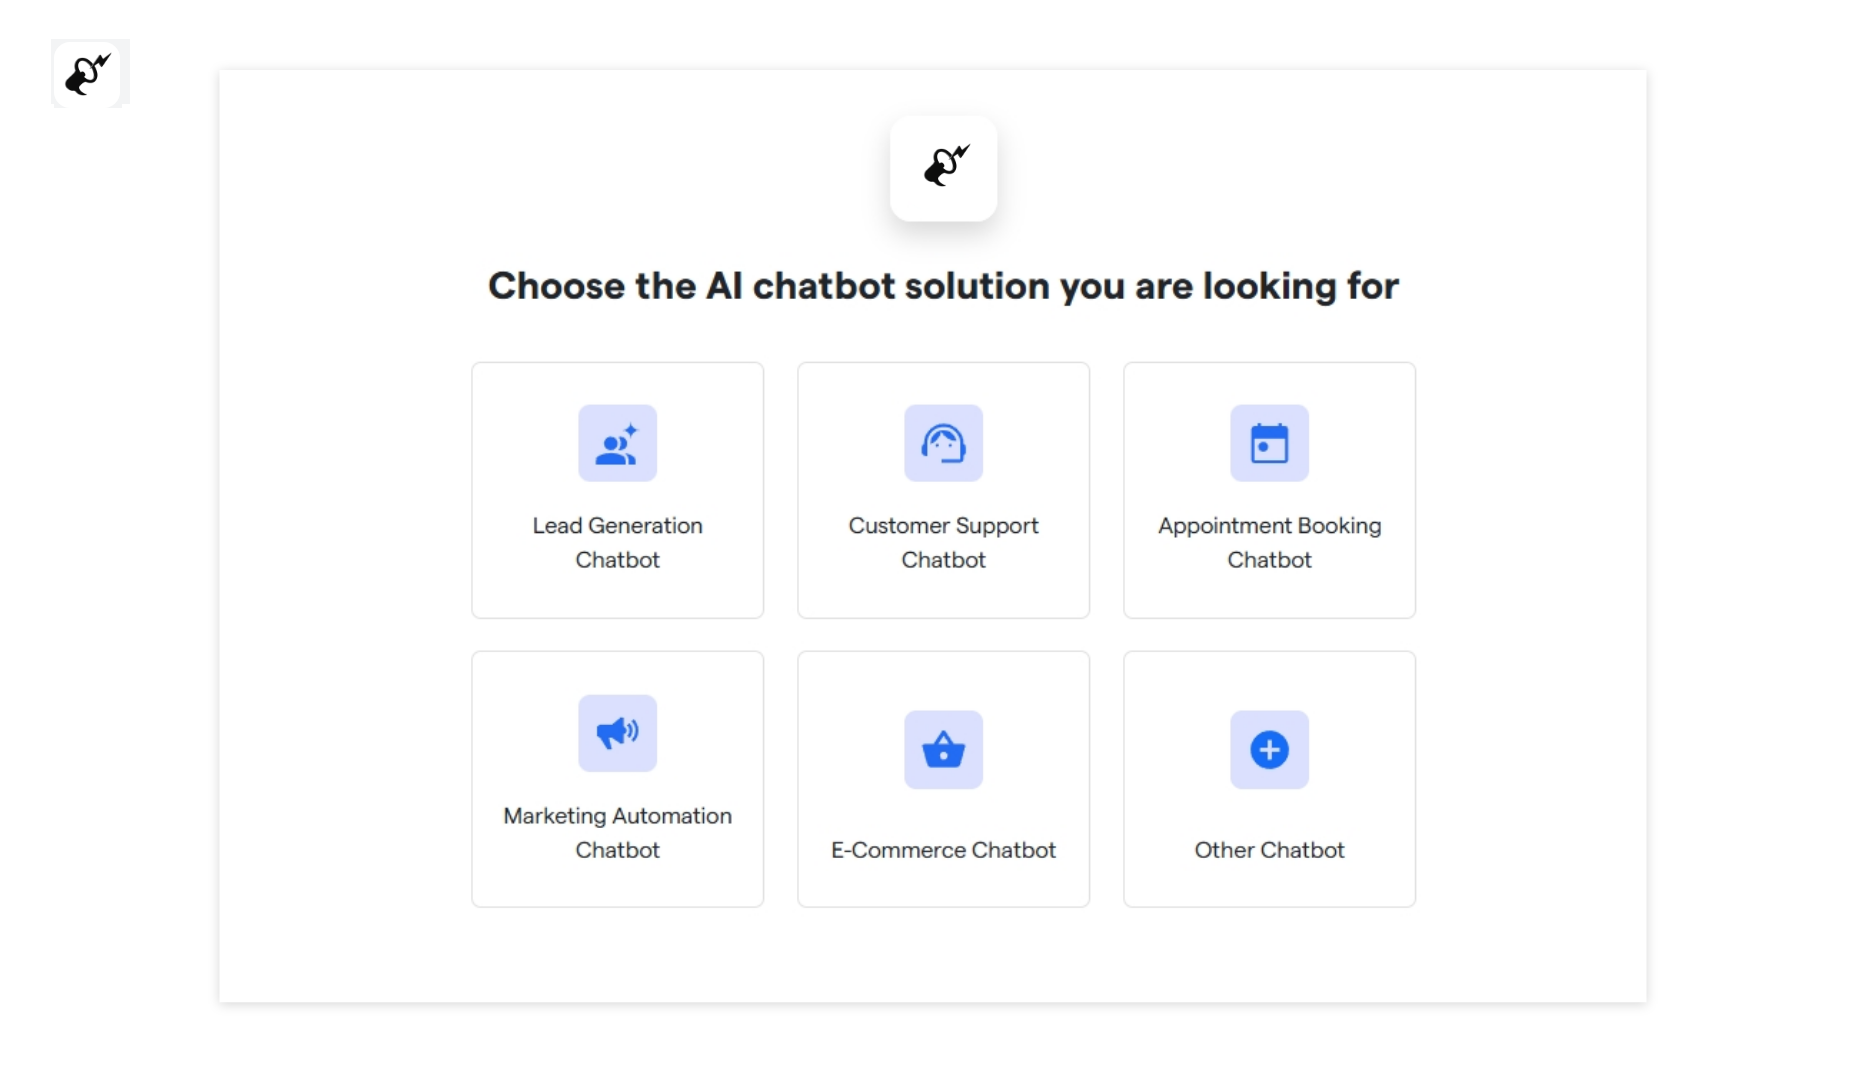 Choose the AI chatbot solution you are looking for
Lead Generation
Chatbot
Customer Support
Chatbot
Appointment Booking
Chatbot
Marketing Automation
Chatbot
E-Commerce Chatbot
Other Chatbot